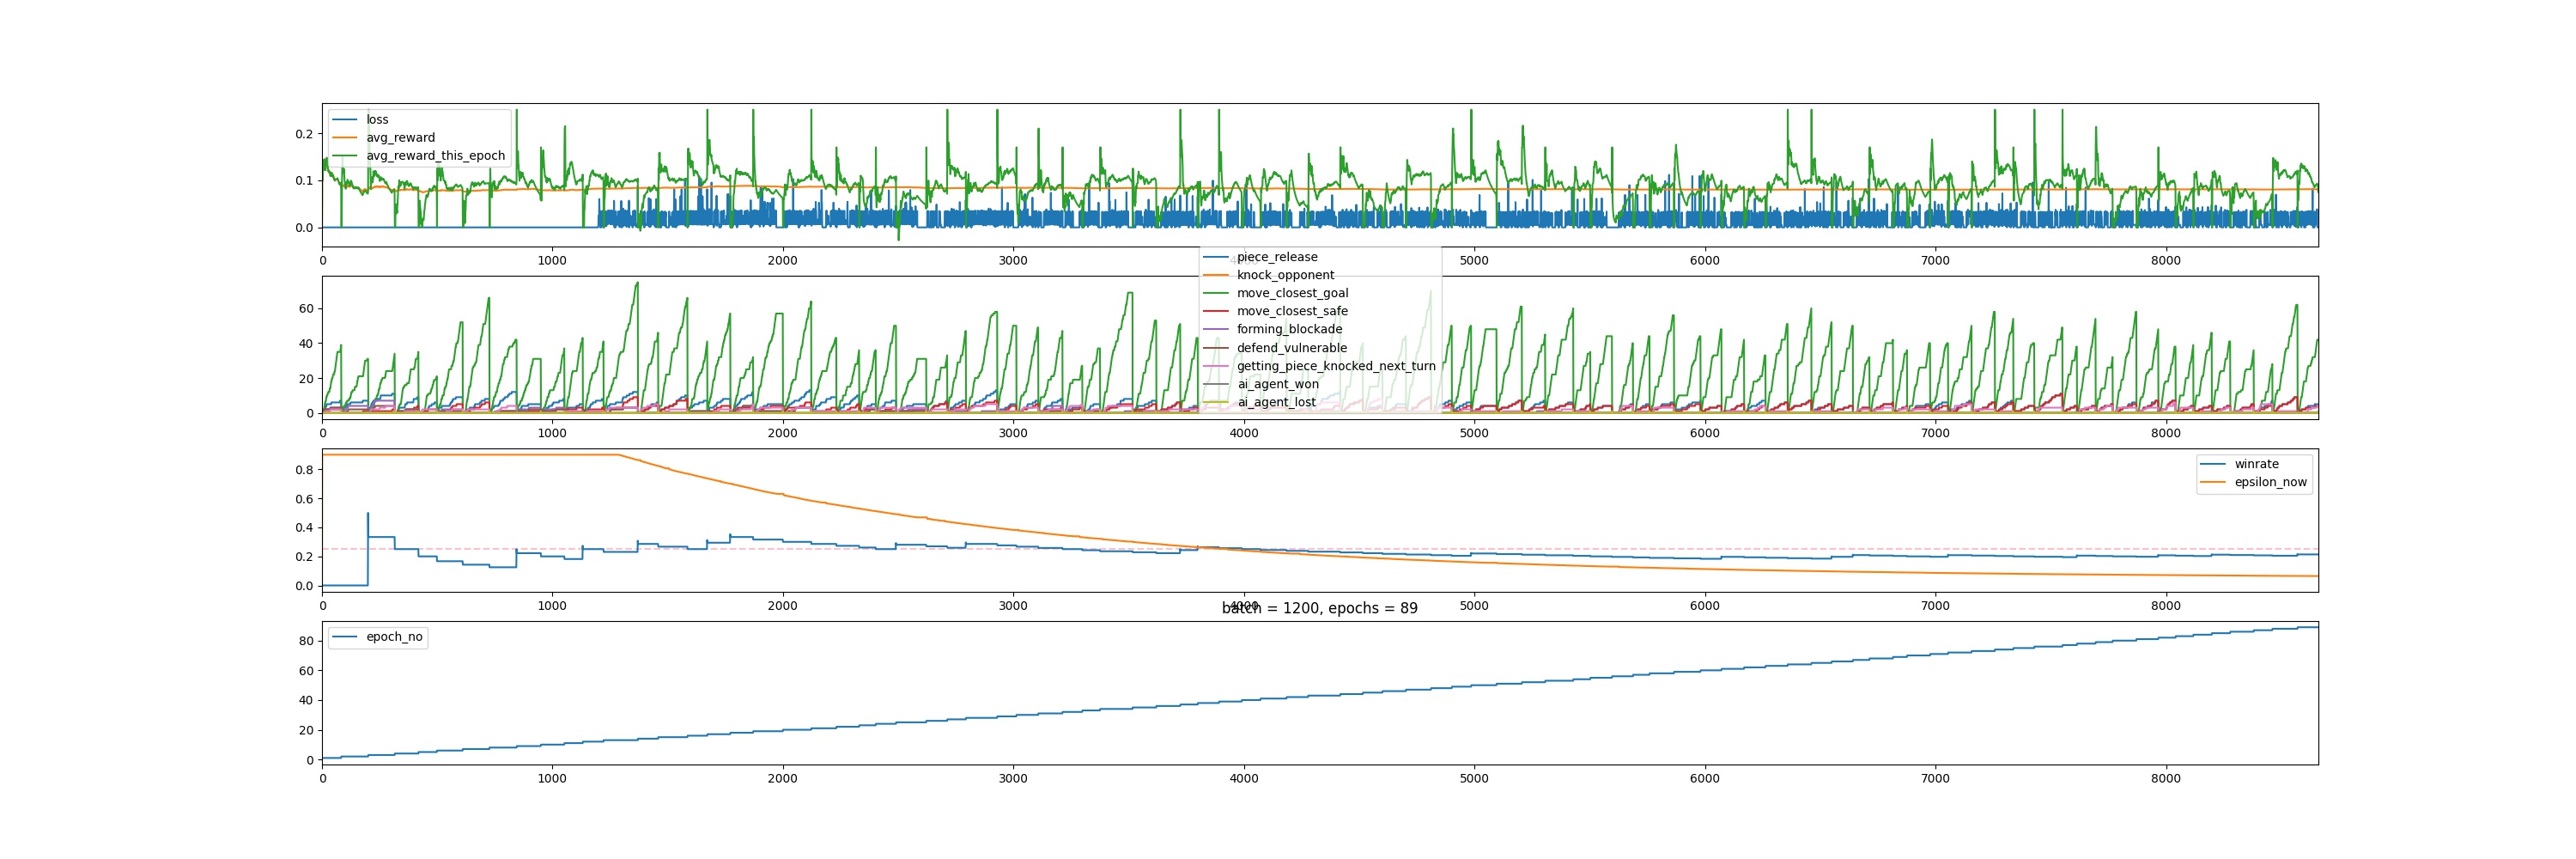 0.2
0.1
0.0
loss
avg_reward
avg_reward_this_epoch
0 1000 2000 3000 4000 5000 6000 7000 8000
60
40
20
0
piece_release
knock_opponent
move_closest_goal
move_closest_safe
forming_blockade
defend_vulnerable
getting_piece_knocked_next_turn
ai_agent_won
ai_agent_lost
0 1000 2000 3000 4000 5000 6000 7000 8000
0.8
0.6
0.4
0.2
0.0
winrate
epsilon_now
0 1000 2000 3000 4000 5000 6000 7000 8000
batch = 1200, epochs = 89
80
60
40
20
0
epoch_no
0 1000 2000 3000 4000 5000 6000 7000 8000